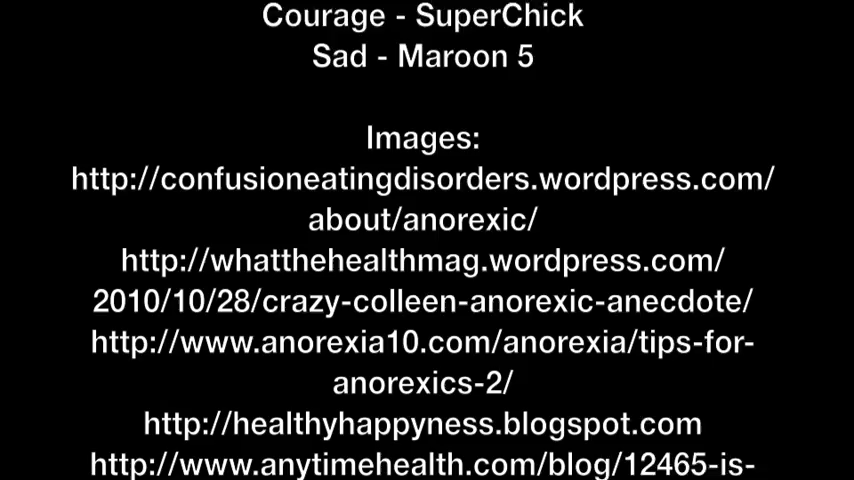 Courage - SuperChick
Sad - Maroon 5
Images:
http://confusioneatingdisorders.wordpress.com/
about/anorexic/
http://whatthehealthmag.wordpress.com/
2010/10/28/crazy-colleen-anorexic-anecdote/
http://www.anorexia10.com/anorexia/tips-for-
anorexics-2/
http://healthyhappyness.blogspot.com
http://www.anytimehealth.com/blog/12465-is-